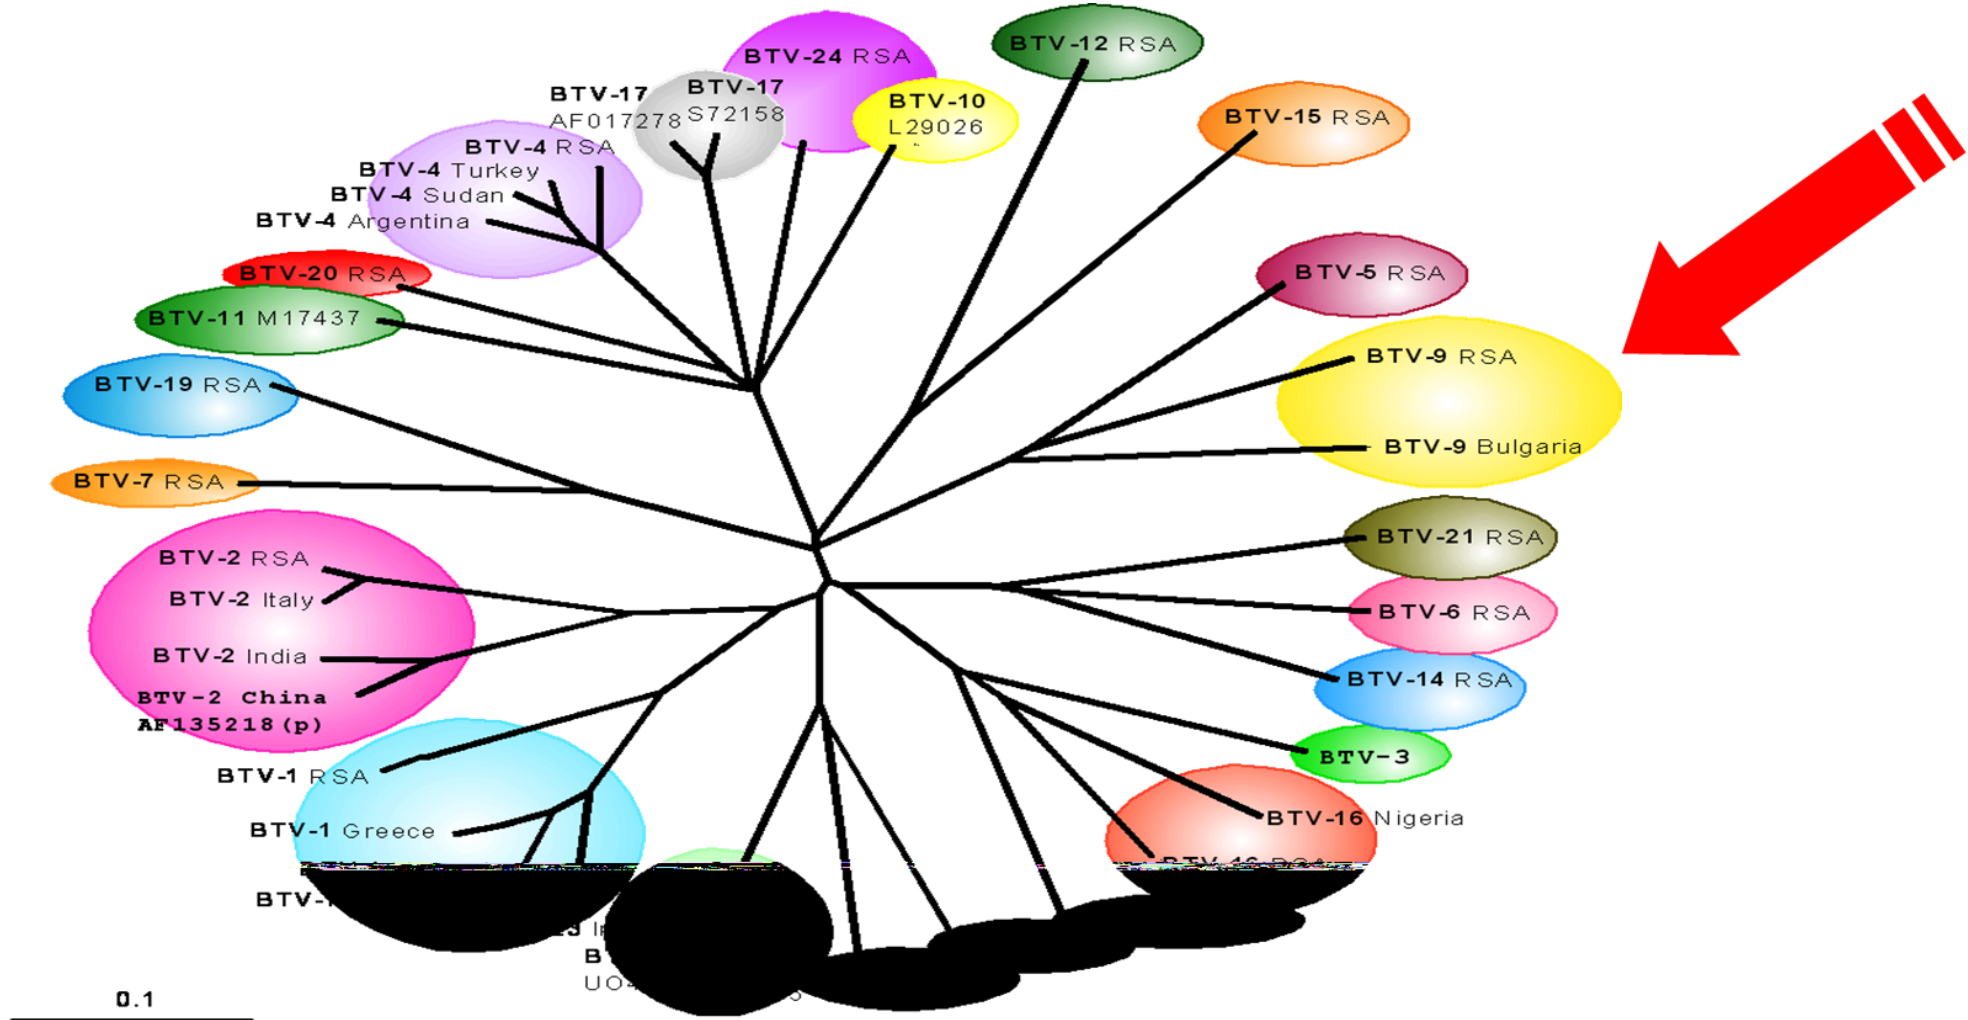 BTV-12 RSA
BTV-24 RSA
BTV-17
S72158
BTV-17
AF017278
BTV-10
L29026
BTV-15 RSA
BTV-4 RSA
BTV-4 Turkey
BTV-4 Sudan
BTV-4 Argentina
BTV-20 RSA
BTV-5 RSA
BTV-11 M17437
BTV-9 RSA
BTV-19 RSA
BTV-9 Bulgaria
BTV-7 RSA
BTV-21 RSA
BTV-2 RSA
BTV-2 Italy
BTV-6 RSA
BTV-2 India
BTV-14 RSA
BTV-2 China
AF135218(p)
BTV-3
BTV-1 RSA
BTV-16 Nigeria
BTV-1 Greece
BTV-16 RSA
0.1